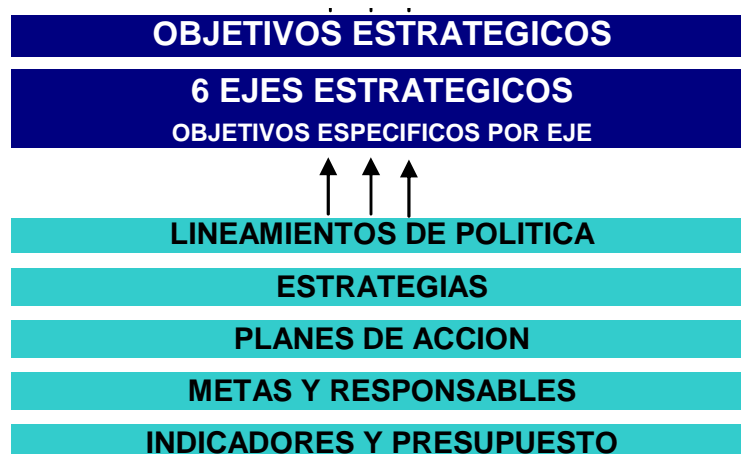 OBJETIVOS ESTRATEGICOS
6 EJES ESTRATEGICOS
OBJETIVOS ESPECIFICOS POR EJE
LINEAMIENTOS DE POLITICA
ESTRATEGIAS
PLANES DE ACCION
METAS Y RESPONSABLES
INDICADORES Y PRESUPUESTO